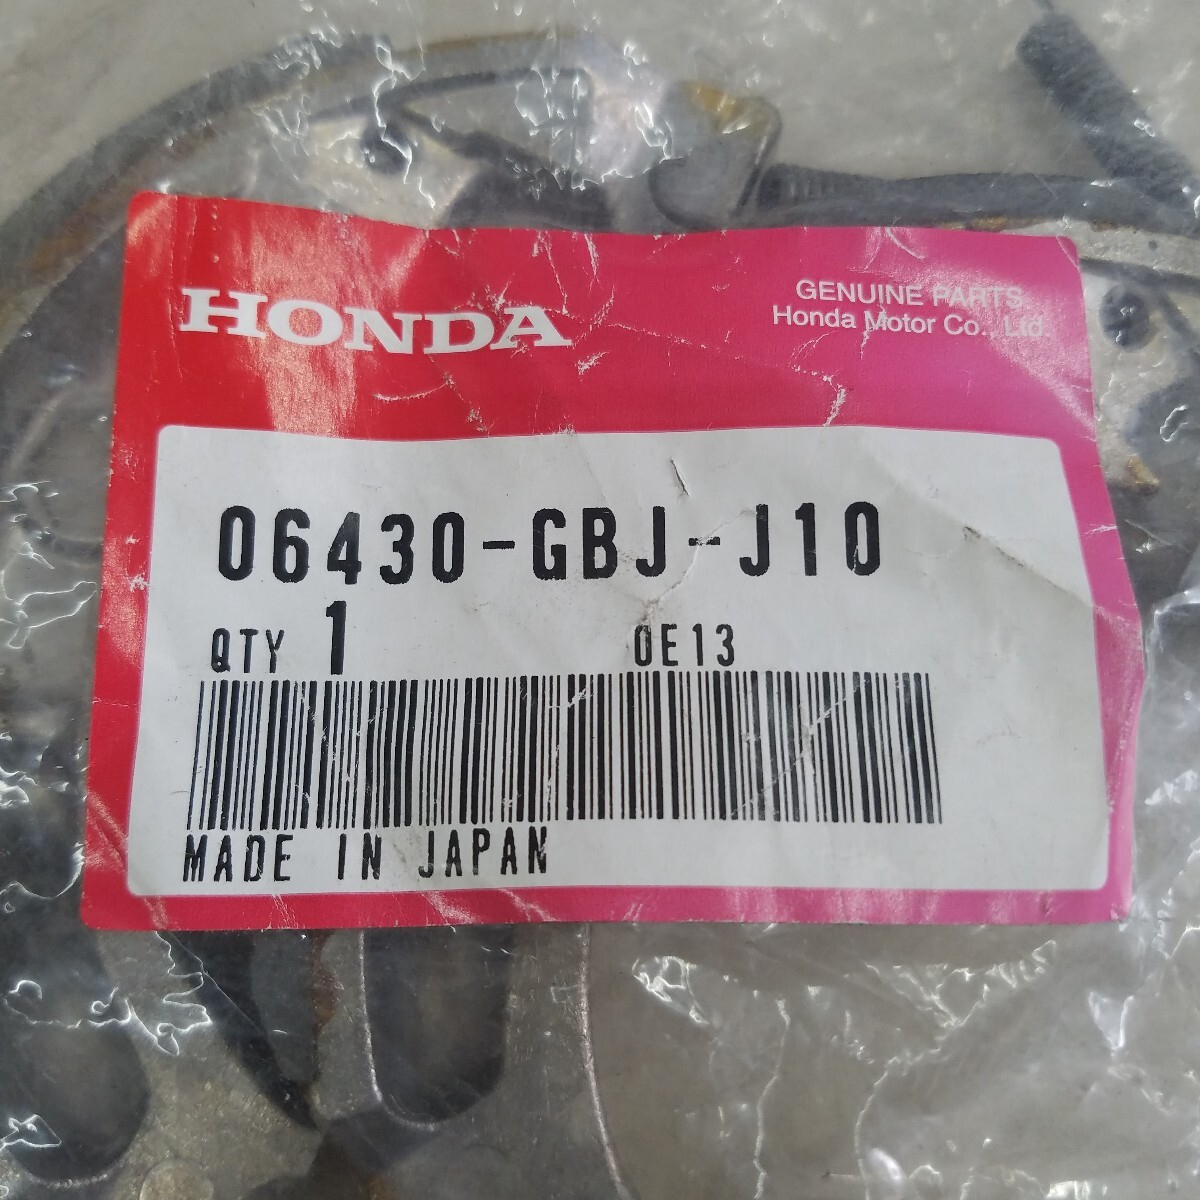 HONDA
GENUINE PARTS
Honda Motor Co., Ltd.
06430-GBJ-J10
QTY 1 0E13
MADE IN JAPAN